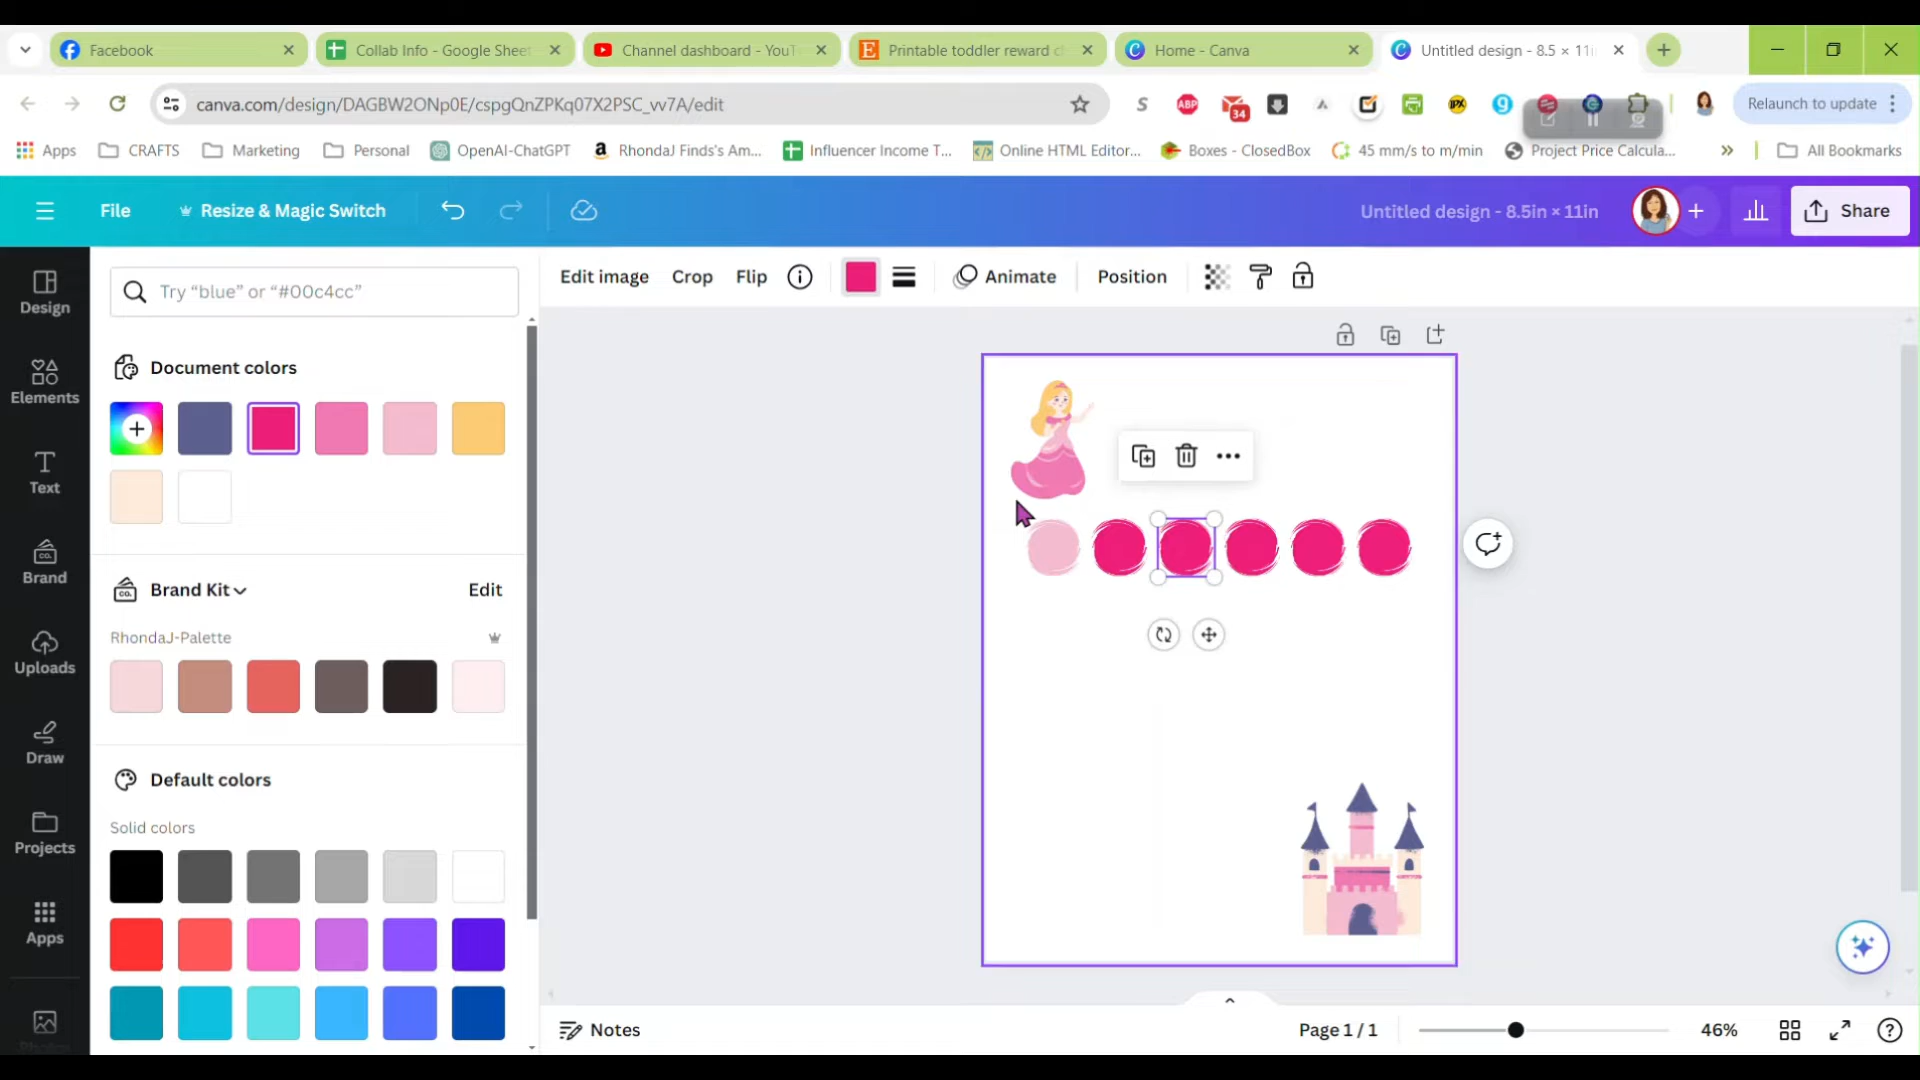 Facebook
Collab Info - Google Sheet
Channel dashboard - YouT
Printable toddler reward c
Home - Canva
Untitled design - 8.5 × 11i
canva.com/design/DAGBW2ONp0E/cspgQnZPKq07X2PSC_vv7A/edit
S
ABP
34
Relaunch to update
Apps
CRAFTS
Marketing
Personal
OpenAI-ChatGPT
RhondaJ Finds's Am...
Influencer Income T...
Online HTML Editor...
Boxes - ClosedBox
45 mm/s to m/min
Project Price Calcula...
All Bookmarks
File
Resize & Magic Switch
Untitled design - 8.5in × 11in
Share
Design
Elements
Text
Brand
Uploads
Draw
Projects
Apps
Try “blue” or “#00c4cc”
Document colors
Brand Kit
Edit
RhondaJ-Palette
Default colors
Solid colors
Edit image
Crop
Flip
Animate
Position
Notes
Page 1 / 1
46%